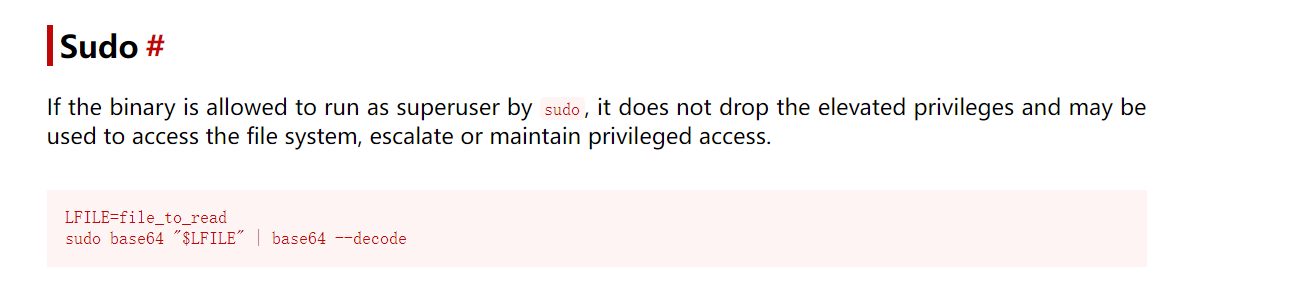 Sudo #
If the binary is allowed to run as superuser by sudo, it does not drop the elevated privileges and may be
used to access the file system, escalate or maintain privileged access.
LFILE=file_to_read
sudo base64 "$LFILE" | base64 --decode